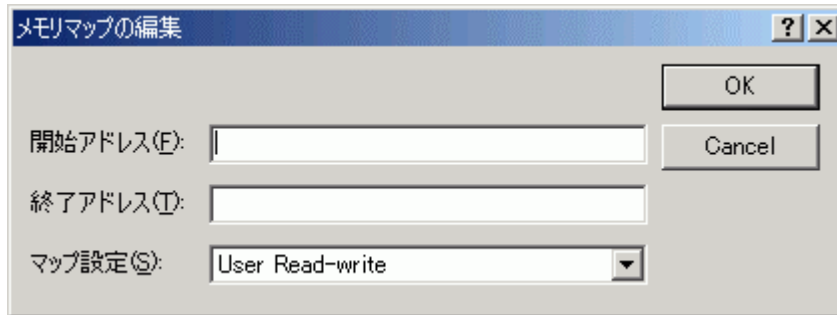 メモリマップの編集
OK
開始アドレス(F):
Cancel
終了アドレス(T):
マップ設定(S): User Read-write